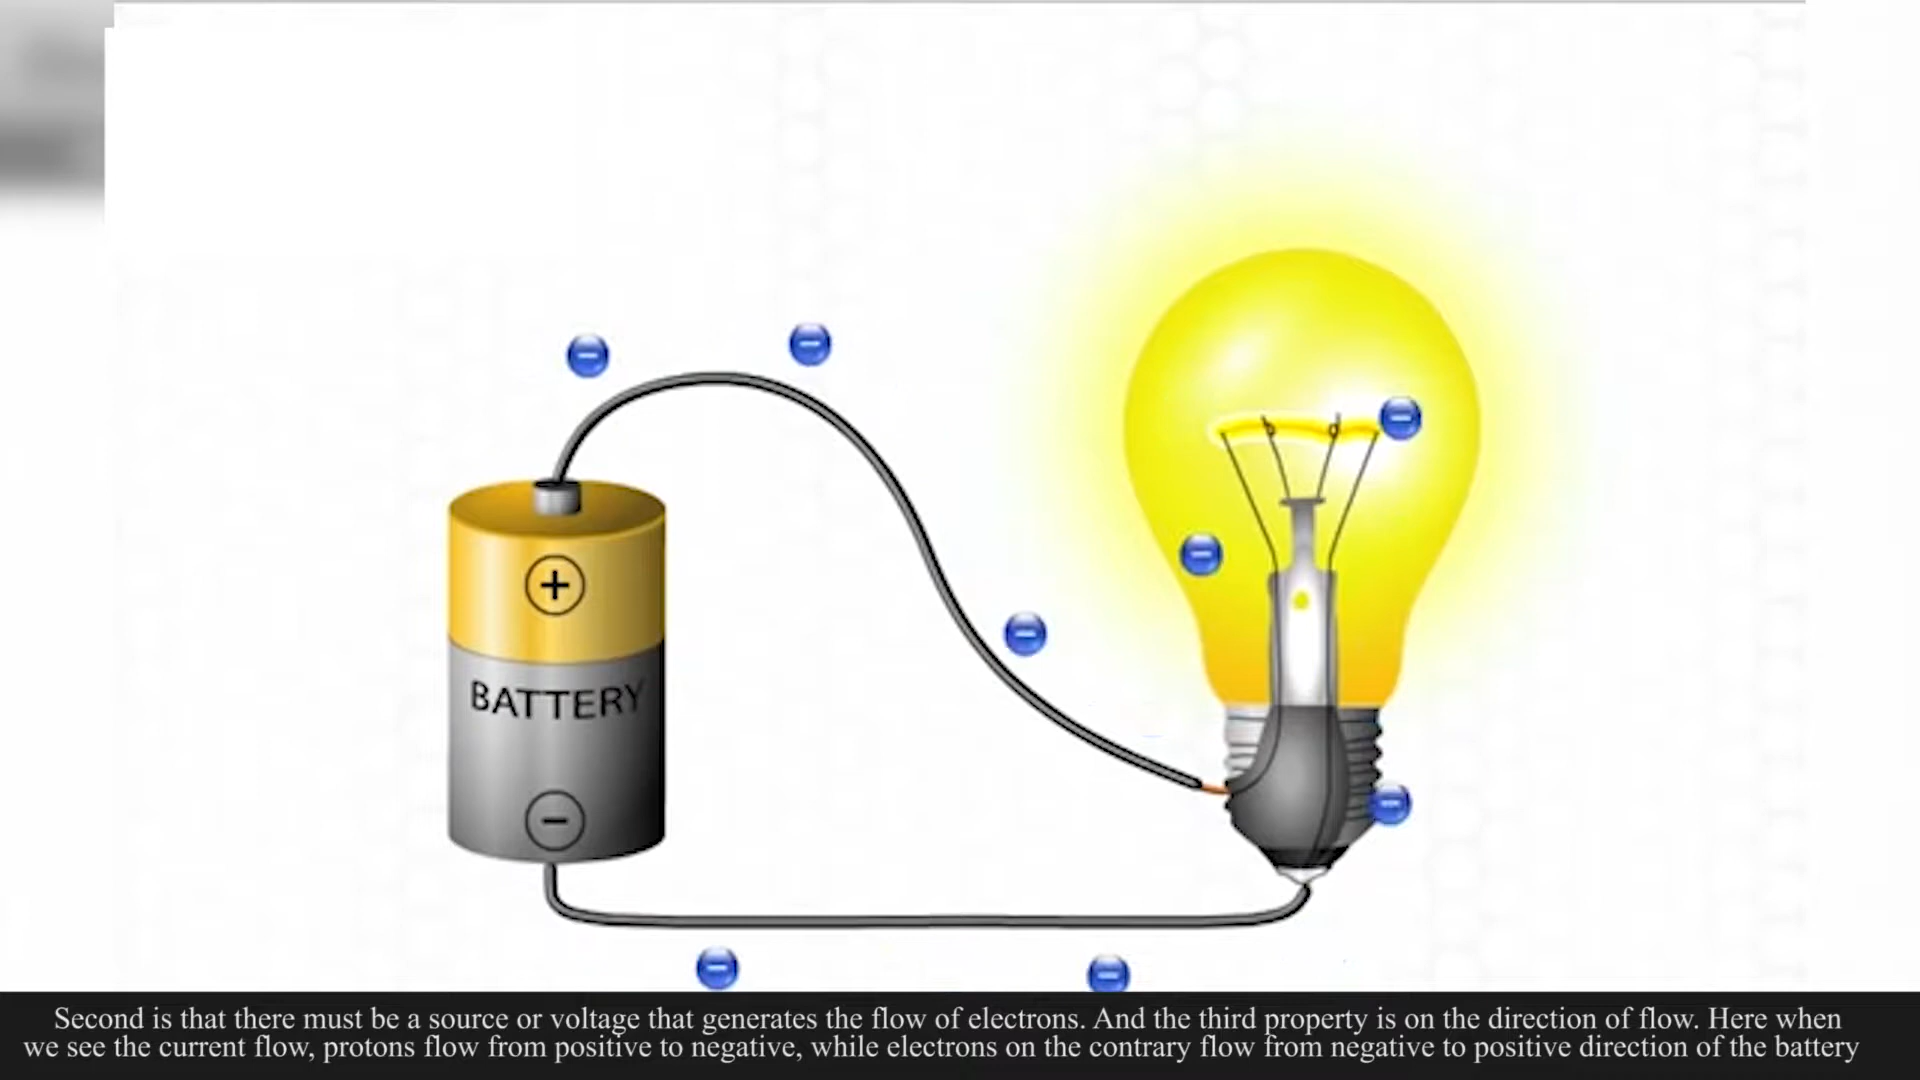 +
BATTERY
−
Second is that there must be a source or voltage that generates the flow of electrons. And the third property is on the direction of flow. Here when
we see the current flow, protons flow from positive to negative, while electrons on the contrary flow from negative to positive direction of the battery